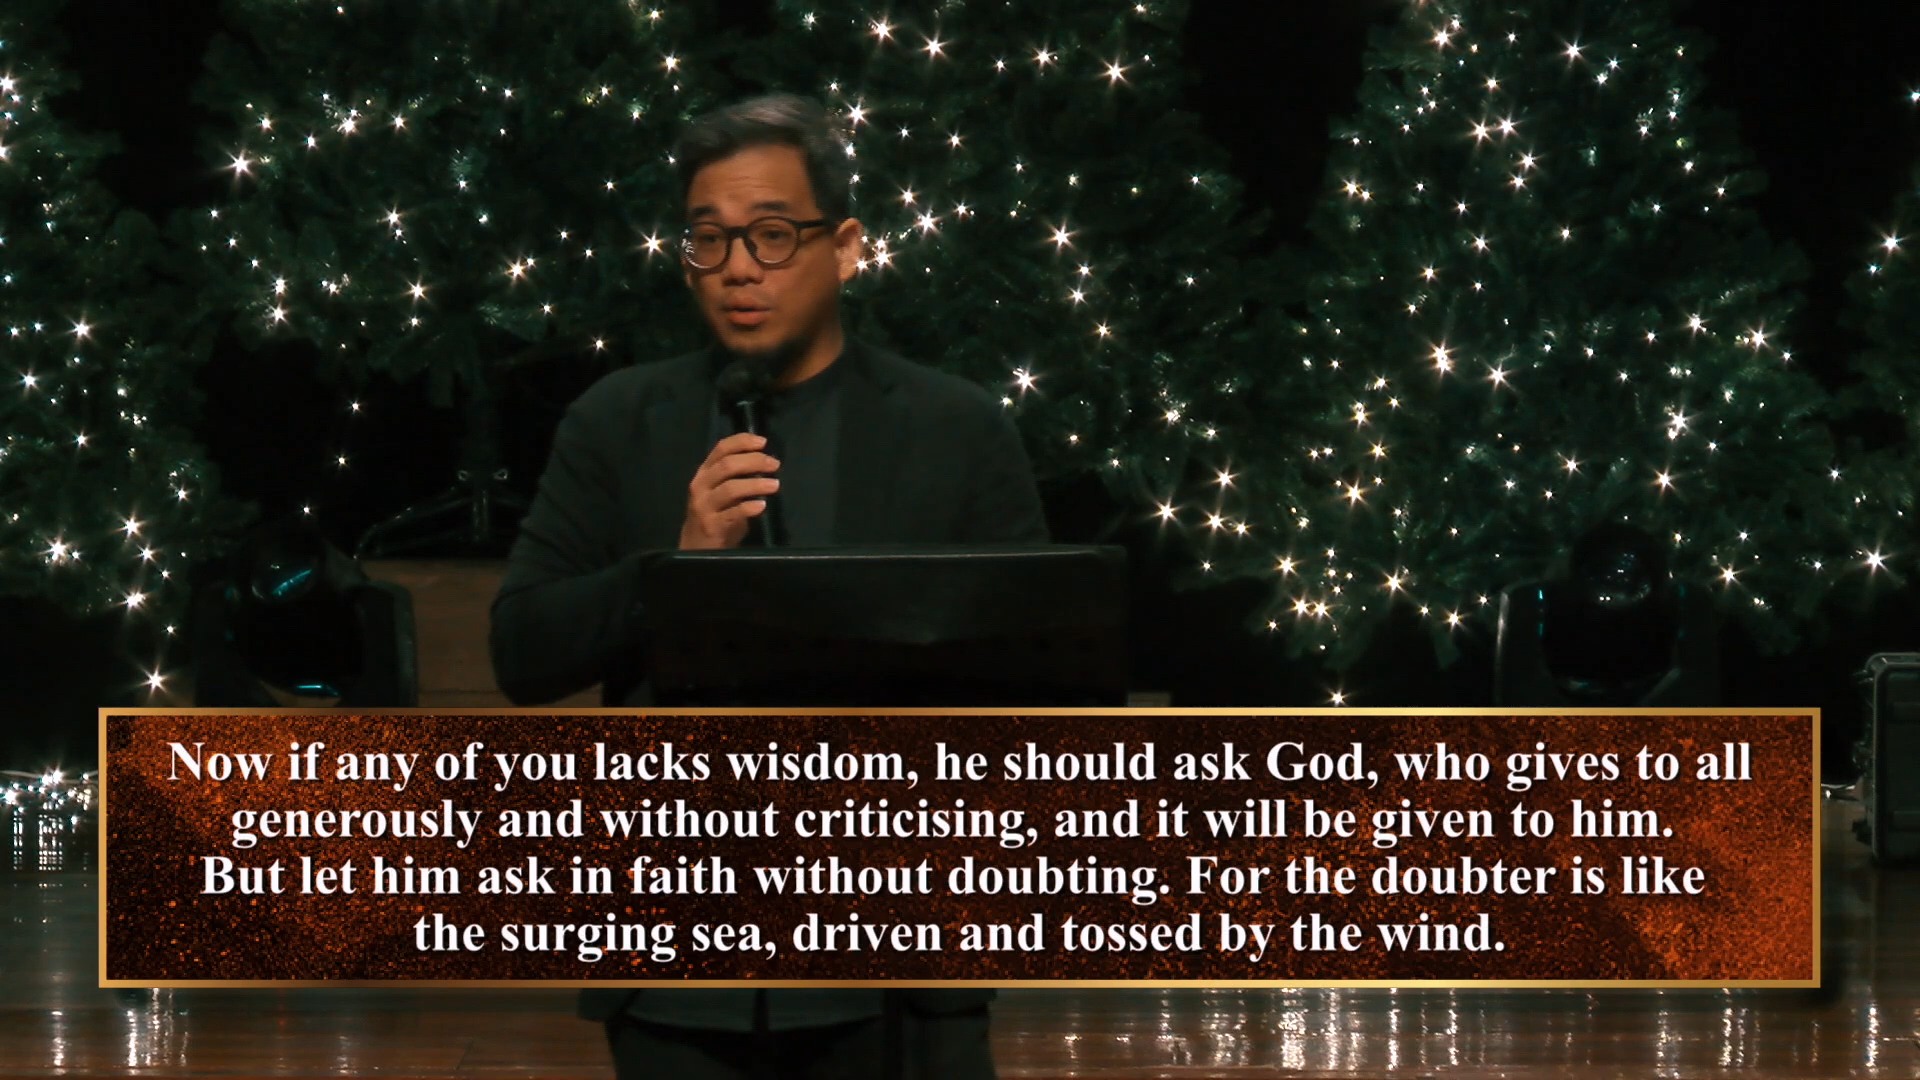 Now if any of you lacks wisdom, he should ask God, who gives to all
generously and without criticising, and it will be given to him.
But let him ask in faith without doubting. For the doubter is like
the surging sea, driven and tossed by the wind.